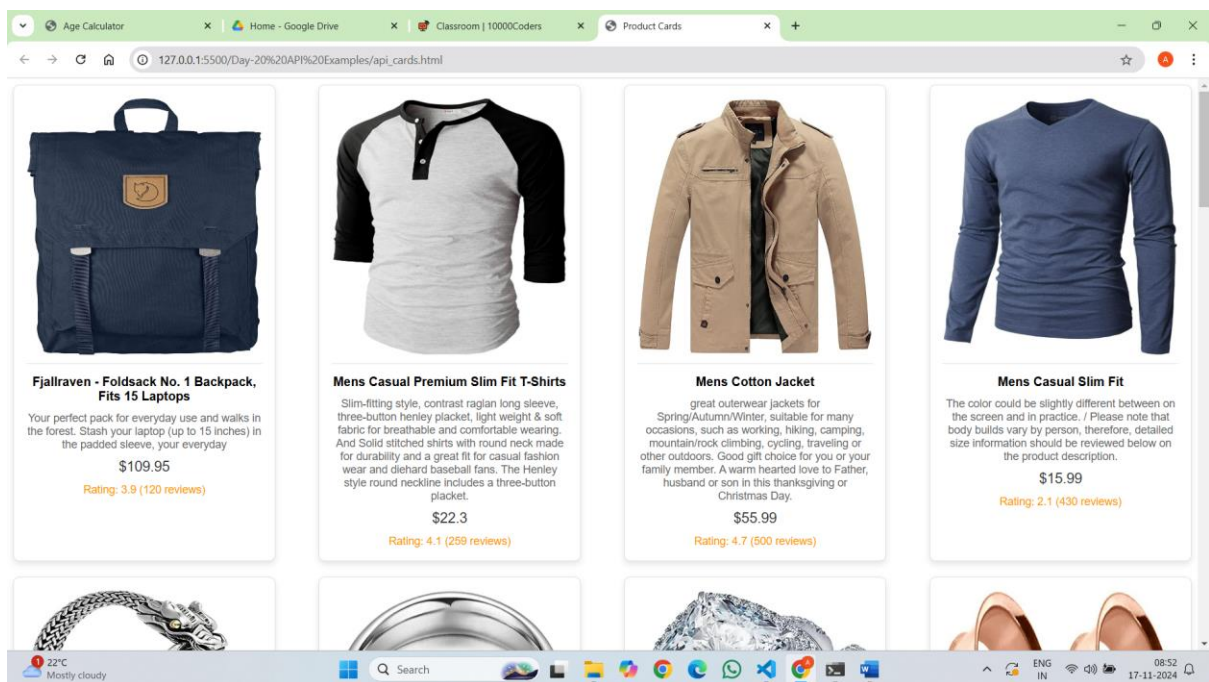 Age Calculator
Home - Google Drive
Classroom | 10000Coders
Product Cards
127.0.0.1:5500/Day-20%20API%20Examples/api_cards.html
A
Fjallraven - Foldsack No. 1 Backpack,
Fits 15 Laptops
Your perfect pack for everyday use and walks in
the forest. Stash your laptop (up to 15 inches) in
the padded sleeve, your everyday
$109.95
Rating: 3.9 (120 reviews)
Mens Casual Premium Slim Fit T-Shirts
Slim-fitting style, contrast raglan long sleeve,
three-button henley placket, light weight & soft
fabric for breathable and comfortable wearing.
And Solid stitched shirts with round neck made
for durability and a great fit for casual fashion
wear and diehard baseball fans. The Henley
style round neckline includes a three-button
placket.
$22.3
Rating: 4.1 (259 reviews)
Mens Cotton Jacket
great outerwear jackets for
Spring/Autumn/Winter, suitable for many
occasions, such as working, hiking, camping,
mountain/rock climbing, cycling, traveling or
other outdoors. Good gift choice for you or your
family member. A warm hearted love to Father,
husband or son in this thanksgiving or
Christmas Day.
$55.99
Rating: 4.7 (500 reviews)
Mens Casual Slim Fit
The color could be slightly different between on
the screen and in practice. / Please note that
body builds vary by person, therefore, detailed
size information should be reviewed below on
the product description.
$15.99
Rating: 2.1 (430 reviews)
1
22°C
Mostly cloudy
Search
ENG
IN
08:52
17-11-2024